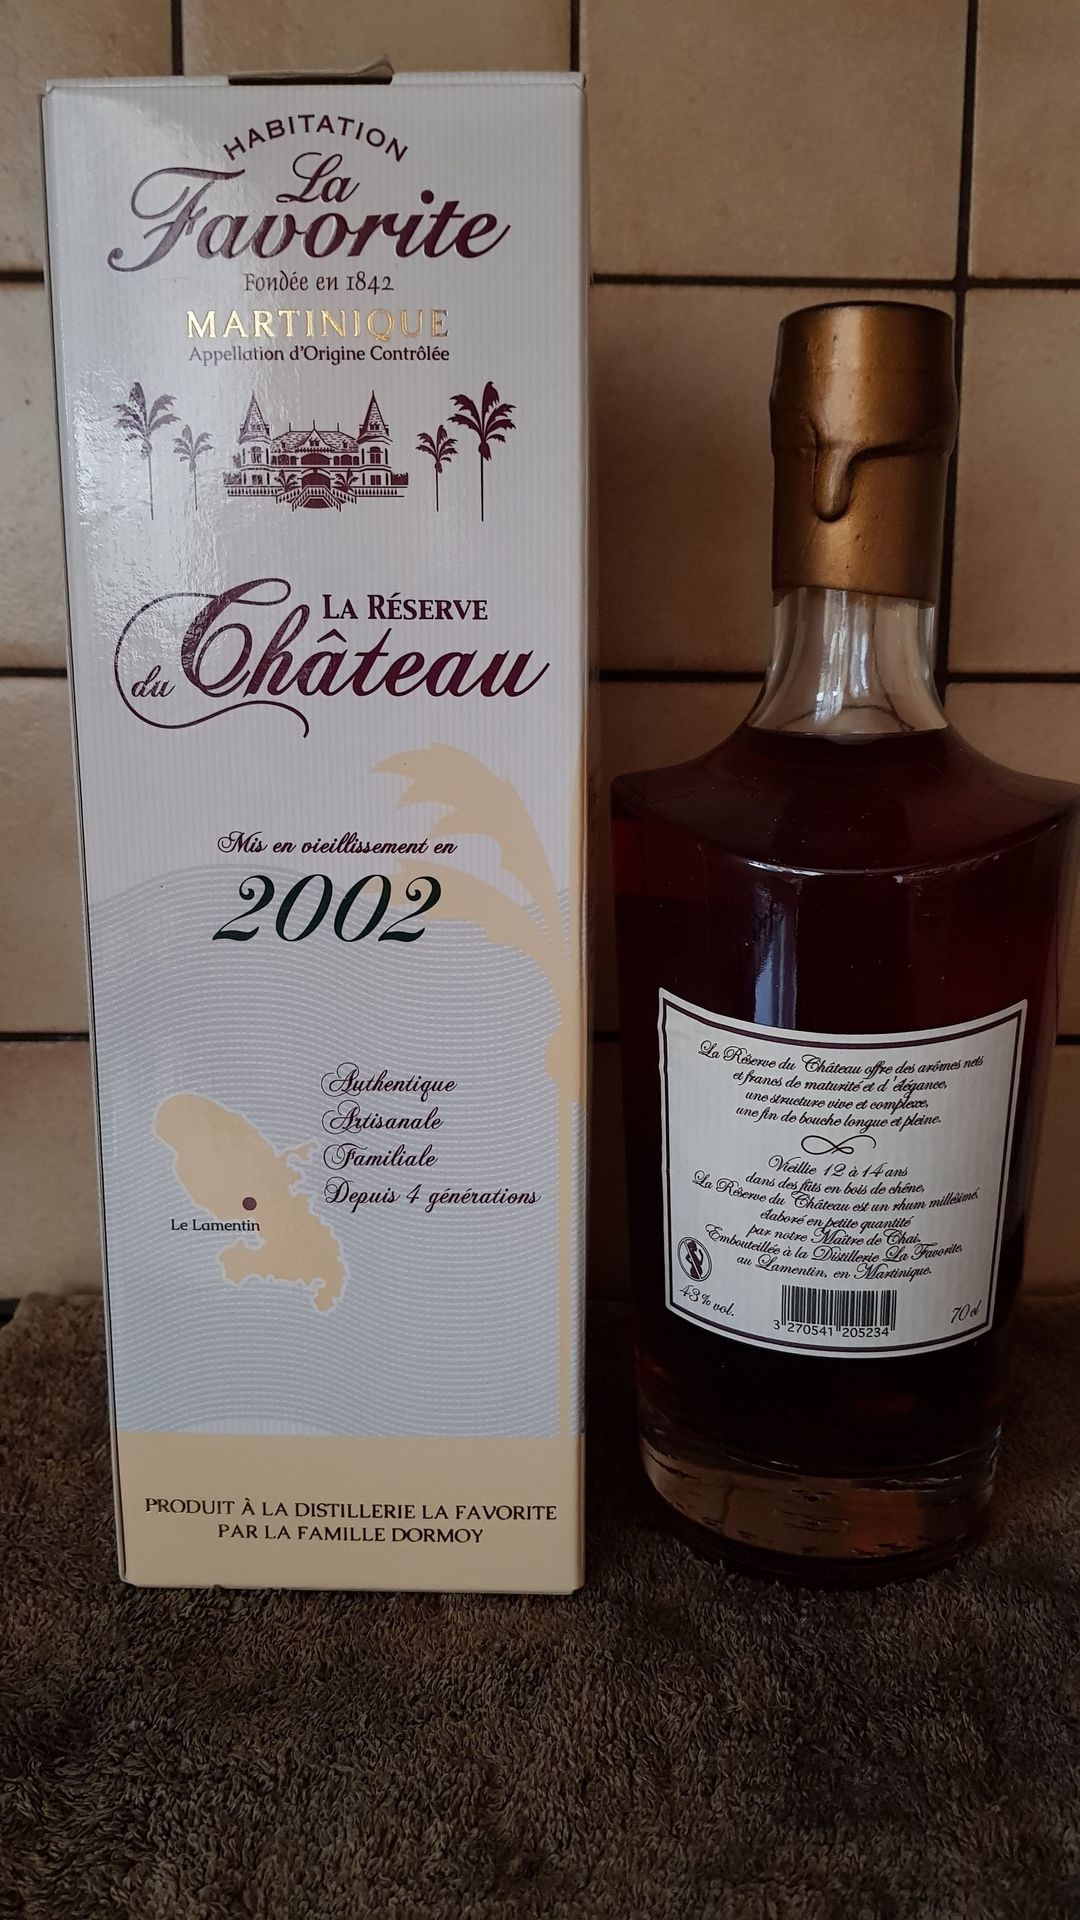 HABITATION
La
Favorite
Fondée en 1842
MARTINIQUE
Appellation d'Origine Contrôlée
LA RÉSERVE
du Château
Mis en vieillissement en
2002
Authentique
Artisanale
Familiale
Depuis 4 générations
Le Lamentin
PRODUIT À LA DISTILLERIE LA FAVORITE
PAR LA FAMILLE DORMOY
La Réserve du Château offre des arômes nets
et francs de maturité et d'élégance,
une structure vive et complexe,
une fin de bouche longue et pleine.
Vieillie 12 à 14 ans
dans des fûts en bois de chêne,
La Réserve du Château est un rhum millésimé,
élaboré en petite quantité
par notre Maître de Chai.
Embouteillée à la Distillerie La Favorite,
au Lamentin, en Martinique.
43% vol.
70 cl
3 270541 205234